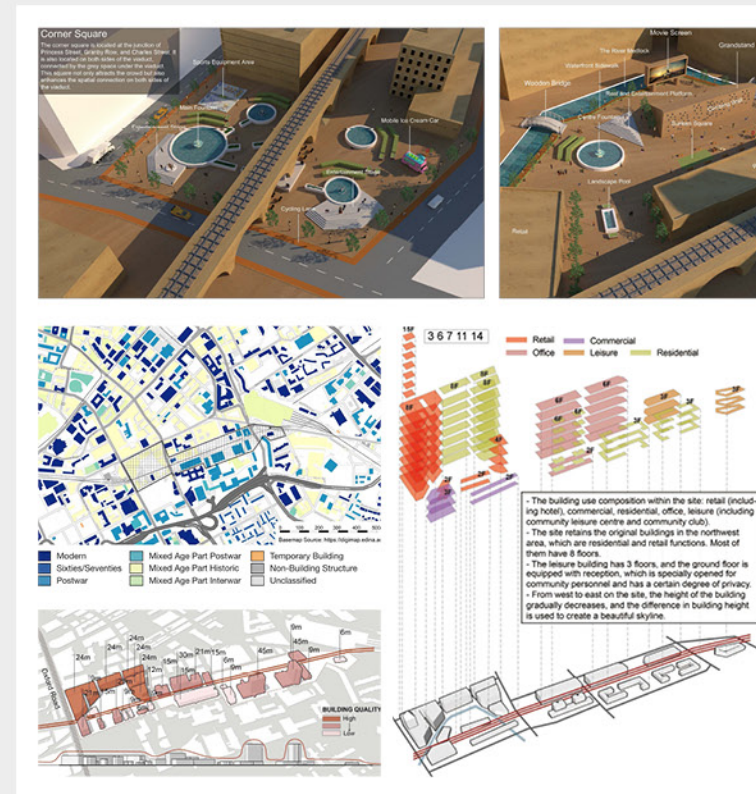 Corner Square
The corner square is located at the junction of
Princess Street, Granby Row, and Charles Street. It
is also located on both sides of the viaduct,
connected by the grey space under the viaduct.
This square not only attracts the crowd but also
enhances the spatial connection on both sides of
the viaduct.
Sports Equipment Area
Main Fountain
Entertainment Stage
Mobile Ice Cream Car
Entertainment Stage
Cycling Lane
Movie Screen
Grandstand
The River Medlock
Waterfront Sidewalk
Wooden Bridge
Rest and Entertainment Platform
Centre Fountain
Sunken Square
Landscape Pool
Retail
Modern
Sixties/Seventies
Postwar
Mixed Age Part Postwar
Mixed Age Part Historic
Mixed Age Part Interwar
Temporary Building
Non-Building Structure
Unclassified
Basemap Source: https://digimap.edina.a
3 6 7 11 14
Retail
Office
Commercial
Leisure
Residential
- The building use composition within the site: retail (includ-
ing hotel), commercial, residential, office, leisure (including
community leisure centre and community club).
- The site retains the original buildings in the northwest
area, which are residential and retail functions. Most of
them have 8 floors.
- The leisure building has 3 floors, and the ground floor is
equipped with reception, which is specially opened for
community personnel and has a certain degree of privacy.
- From west to east on the site, the height of the building
gradually decreases, and the difference in building height
is used to create a beautiful skyline.
Oxford Road
24m
24m
24m
24m
12m
30m
21m
15m
6m
9m
45m
9m
45m
9m
6m
BUILDING QUALITY
High
Low